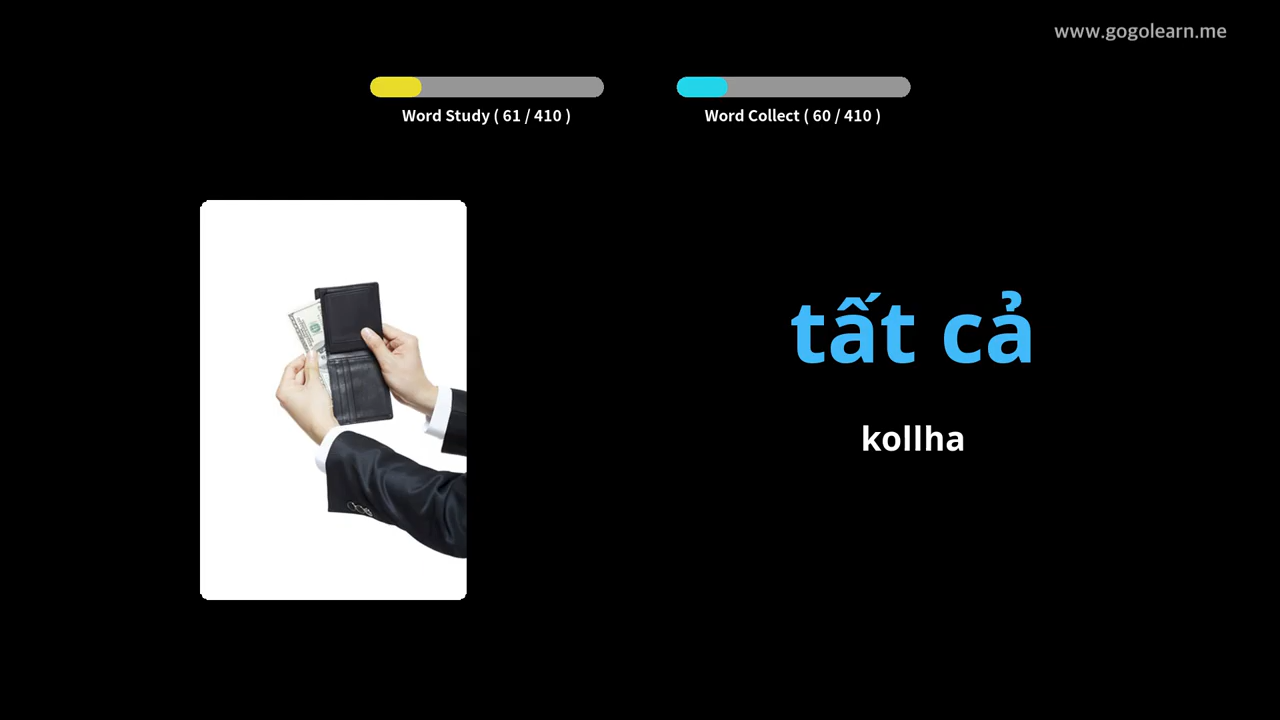 www.gogolearn.me
Word Study ( 61 / 410 )
Word Collect ( 60 / 410 )
tất cả
kollha